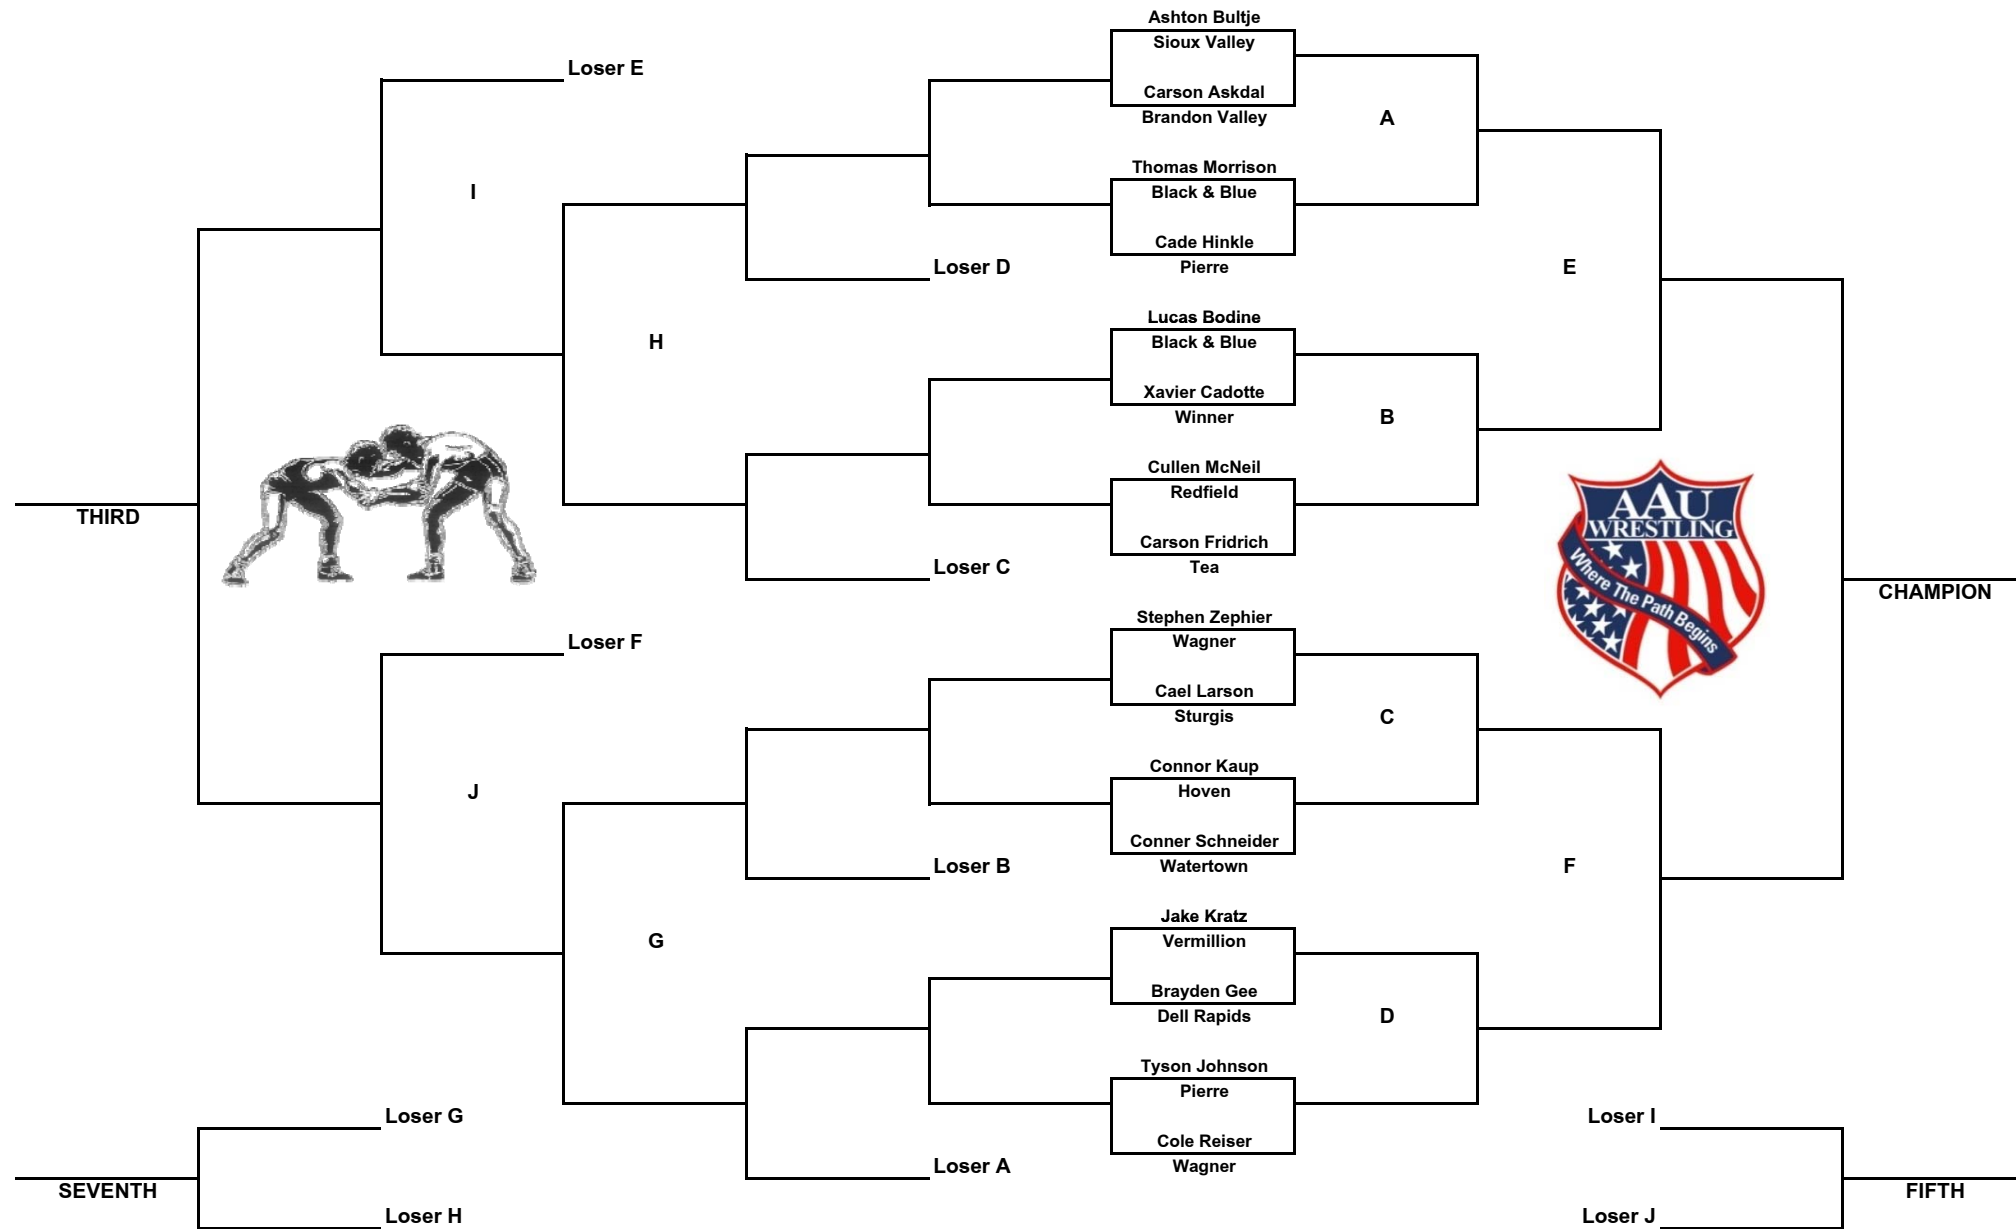 Ashton Bultje
Sioux Valley
Loser E
Carson Askdal
Brandon Valley
A
Thomas Morrison
Black & Blue
I
Cade Hinkle
Pierre
Loser D
E
Lucas Bodine
Black & Blue
H
Xavier Cadotte
Winner
B
Cullen McNeil
Redfield
THIRD
Carson Fridrich
Tea
Loser C
AAU
WRESTLING
Where The Path Begins
CHAMPION
Stephen Zephier
Wagner
Loser F
Cael Larson
Sturgis
C
Connor Kaup
Hoven
J
Conner Schneider
Watertown
Loser B
F
Jake Kratz
Vermillion
G
Brayden Gee
Dell Rapids
D
Tyson Johnson
Pierre
Loser G
Loser I
Cole Reiser
Wagner
Loser A
SEVENTH
FIFTH
Loser H
Loser J